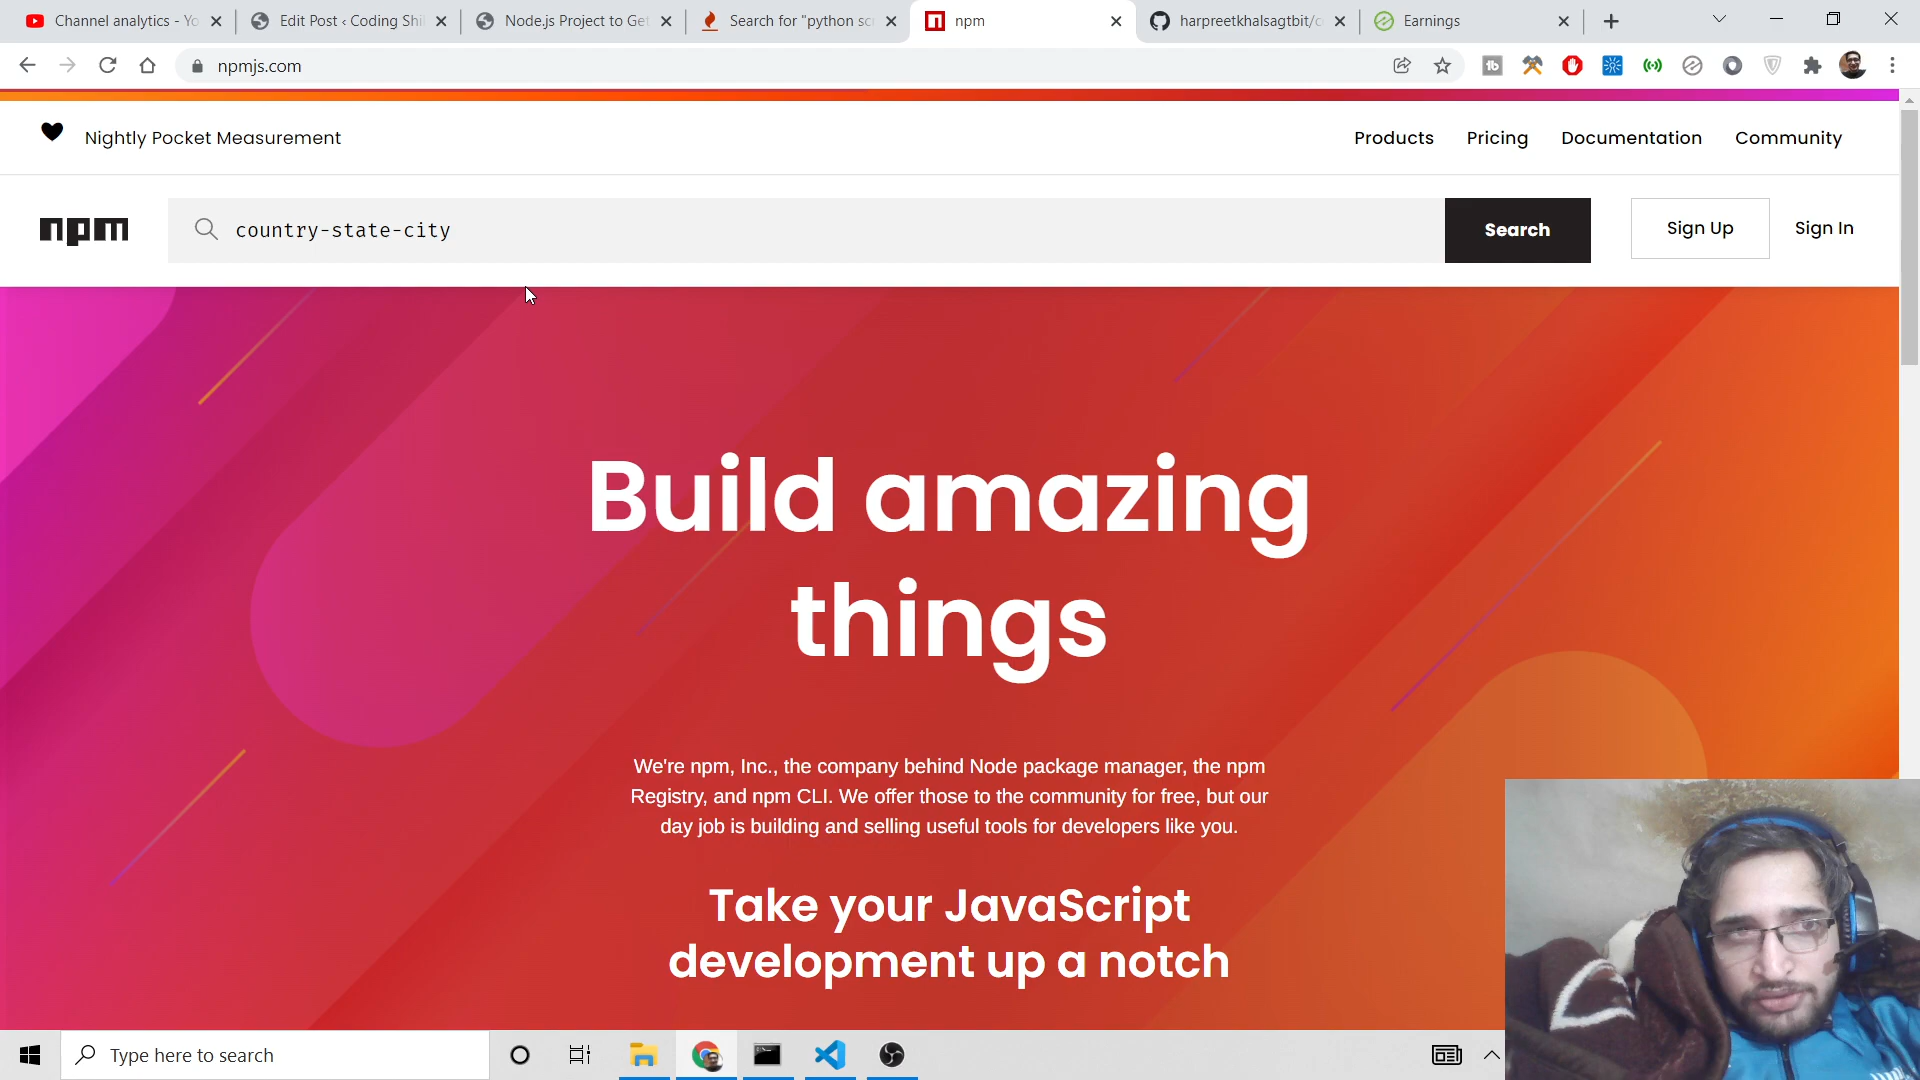 Channel analytics - Yo
Edit Post ‹ Coding Shi
Node.js Project to Get
Search for "python sc
npm
harpreetkhalsagtbit/c
Earnings
npmjs.com
Nightly Pocket Measurement
Products
Pricing
Documentation
Community
npm
country-state-city
Search
Sign Up
Sign In
Build amazing
things
We're npm, Inc., the company behind Node package manager, the npm
Registry, and npm CLI. We offer those to the community for free, but our
day job is building and selling useful tools for developers like you.
Take your JavaScript
development up a notch
Type here to search